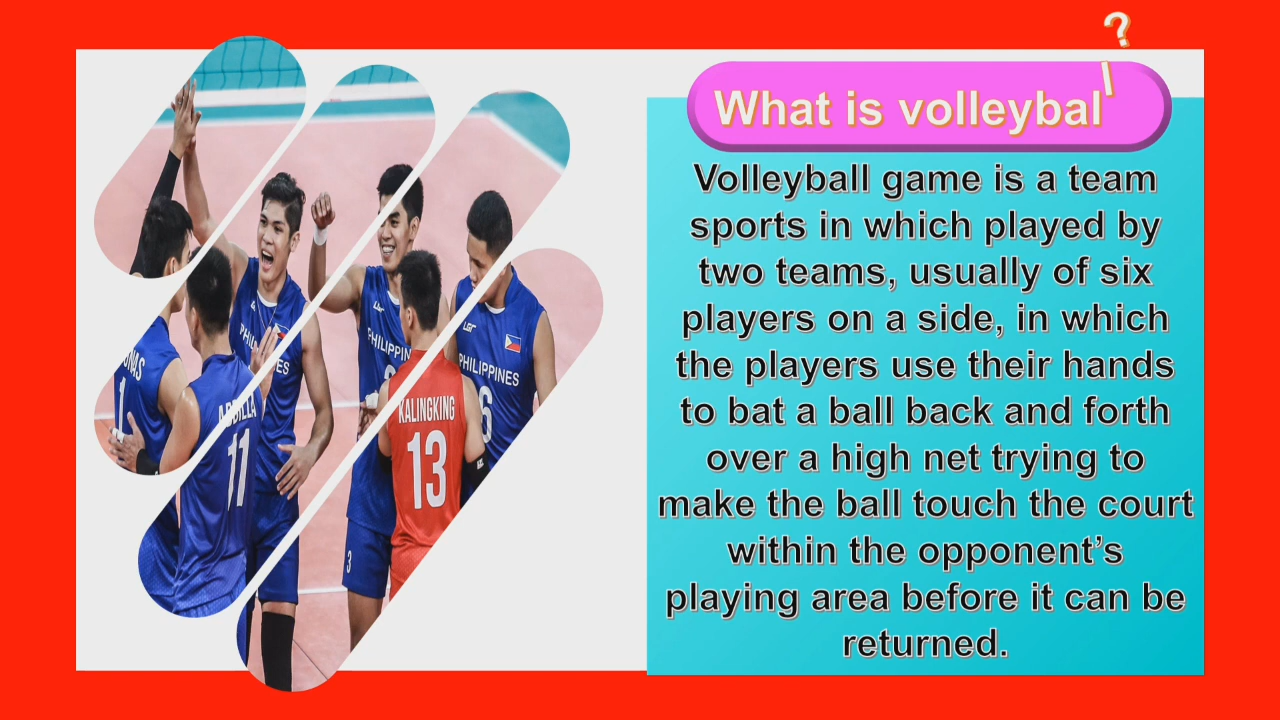 What is volleyball?
Volleyball game is a team
sports in which played by
two teams, usually of six
players on a side, in which
the players use their hands
to bat a ball back and forth
over a high net trying to
make the ball touch the court
within the opponent’s
playing area before it can be
returned.
PHILIPPINES
PHILIPPINES
LGR
PHILIPPINES
1
11
KALINGKING
13
3